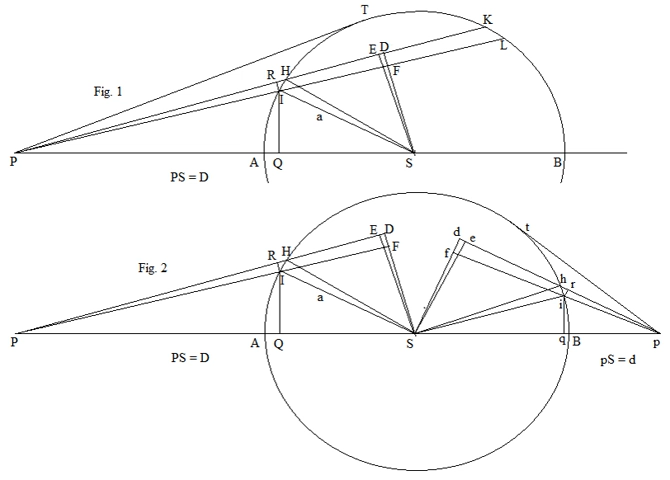 T
K
E D
L
R H
F
Fig. 1
I
a
P
A
Q
S
B
PS = D
d
e
t
E D
R H
F
f
h
r
Fig. 2
I
i
a
P
A
Q
S
q
B
p
PS = D
pS = d